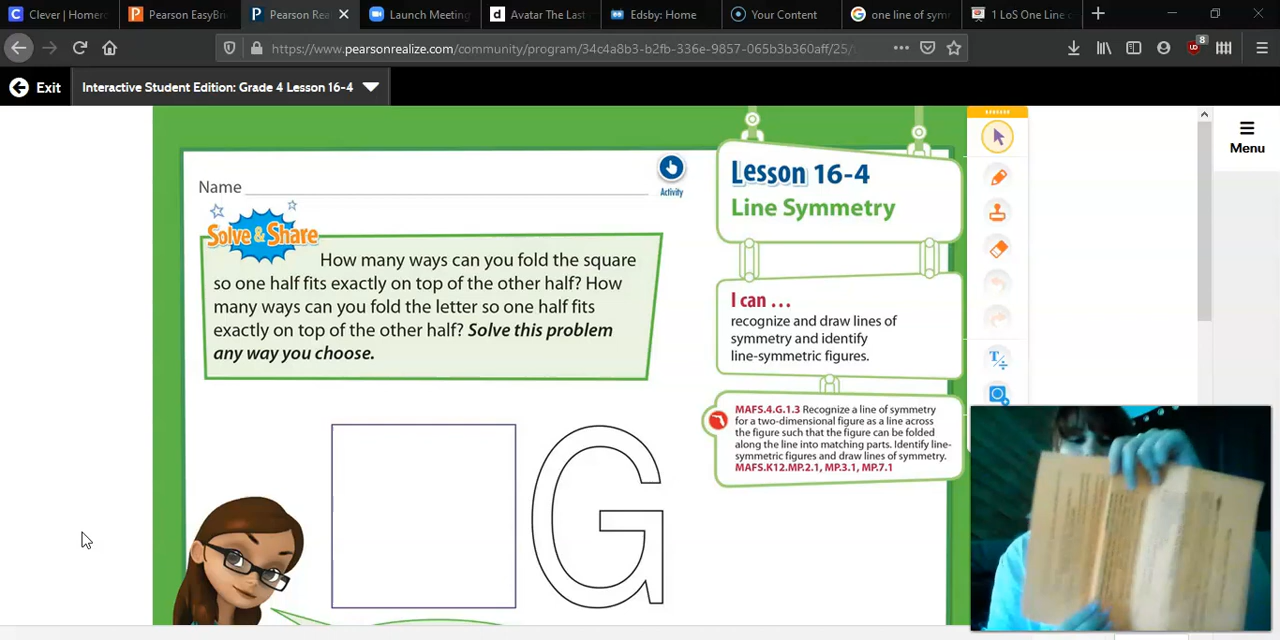 Clever | Homero
Pearson EasyBri
Pearson Rea
Launch Meeting
Avatar The Last
Edsby: Home
Your Content
one line of sym
1 LoS One Line o
https://www.pearsonrealize.com/community/program/34c4a8b3-b2fb-336e-9857-065b3b360aff/25/
8
Exit
Interactive Student Edition: Grade 4 Lesson 16-4
Menu
Name
Activity
Solve & Share
How many ways can you fold the square
so one half fits exactly on top of the other half? How
many ways can you fold the letter so one half fits
exactly on top of the other half? Solve this problem
any way you choose.
Lesson 16-4
Line Symmetry
I can ...
recognize and draw lines of
symmetry and identify
line-symmetric figures.
MAFS.4.G.1.3 Recognize a line of symmetry
for a two-dimensional figure as a line across
the figure such that the figure can be folded
along the line into matching parts. Identify line-
symmetric figures and draw lines of symmetry.
MAFS.K12.MP.2.1, MP.3.1, MP.7.1
G